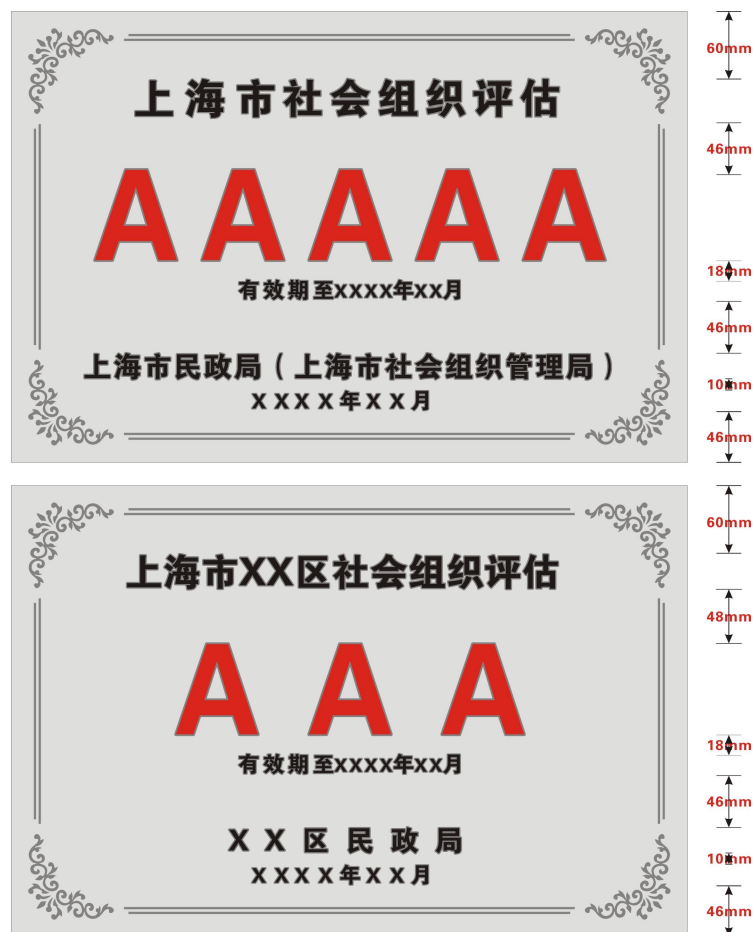 上海市社会组织评估
60mm
46mm
AAAAA
18mm
有效期至xxxx年xx月
46mm
上海市民政局（上海市社会组织管理局）
10mm
XXXX年XX月
46mm
60mm
上海市XX区社会组织评估
48mm
AAA
18mm
有效期至xxxx年xx月
46mm
XX区民政局
10mm
XXXX年XX月
46mm